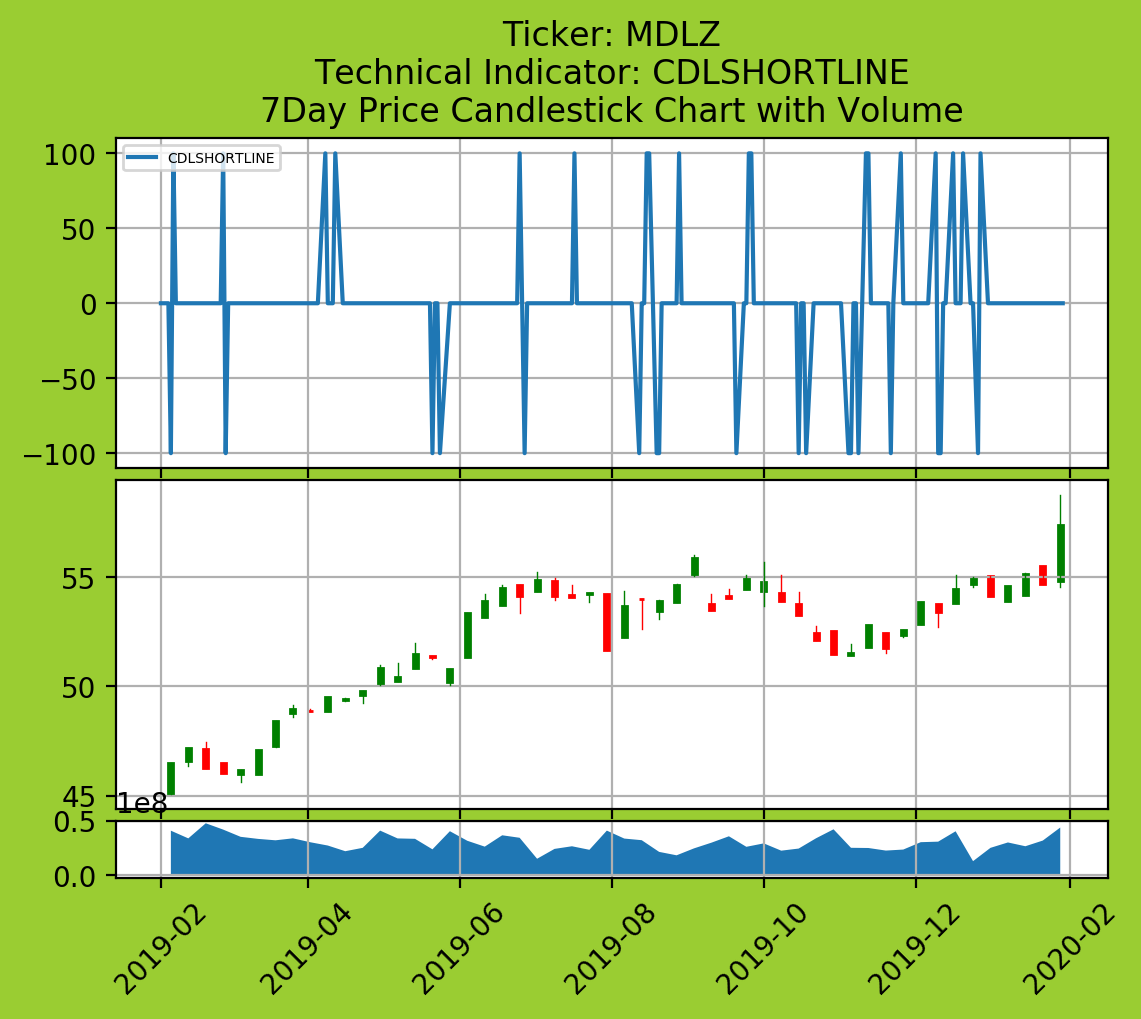 Ticker: MDLZ
Technical Indicator: CDLSHORTLINE
7Day Price Candlestick Chart with Volume
CDLSHORTLINE
100
50
0
−50
−100
55
50
45
1e8
0.5
0.0
2019-02 2019-04 2019-06 2019-08 2019-10 2019-12 2020-02